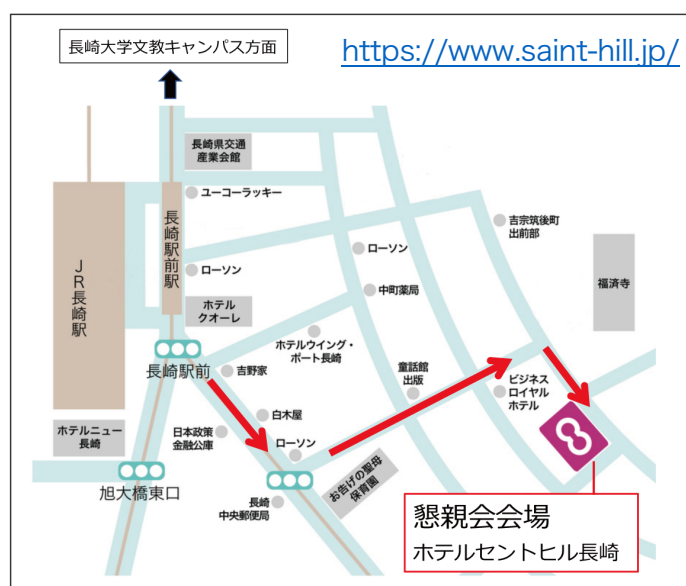 長崎大学文教キャンパス方面
https://www.saint-hill.jp/
長崎県交通
産業会館
ユーコーラッキー
長崎駅前駅
JR長崎駅
ローソン
ホテル
クオーレ
長崎駅前
吉野家
ホテルウイング・
ポート長崎
ローソン
中町薬局
吉宗筑後町
出前部
福済寺
童話館
出版
ビジネス
ロイヤル
ホテル
白木屋
日本政策
金融公庫
ローソン
ホテルニュー
長崎
旭大橋東口
長崎
中央郵便局
お告げの聖母
保育園
懇親会会場
ホテルセントヒル長崎